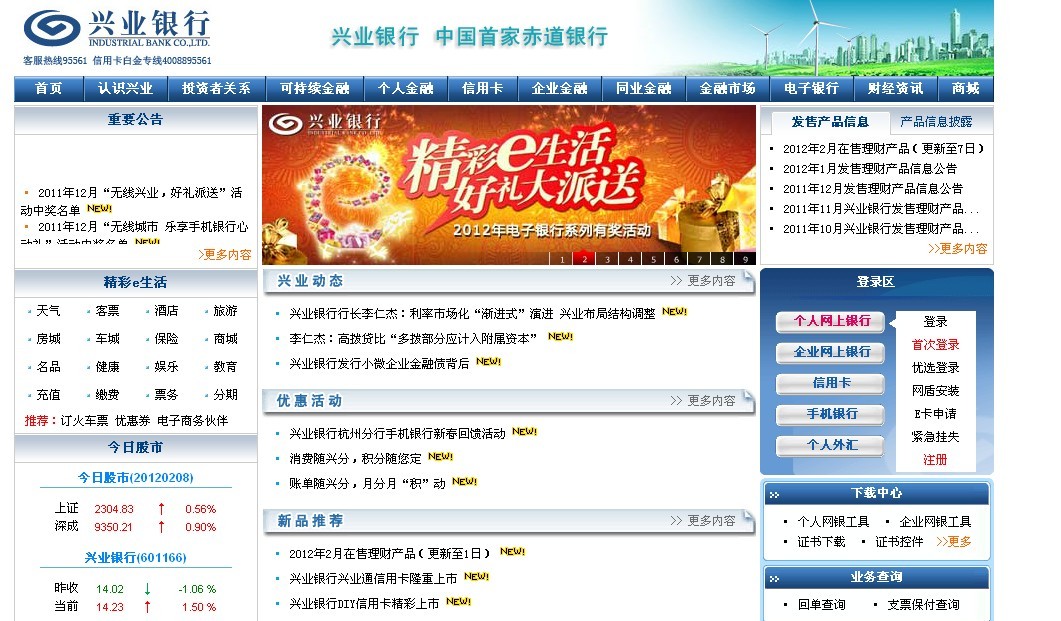 兴业银行
INDUSTRIAL BANK CO.,LTD.
客服热线95561 信用卡白金专线4008895561
兴业银行 中国首家赤道银行
首页 认识兴业 投资者关系 可持续金融 个人金融 信用卡 企业金融 同业金融 金融市场 电子银行 财经资讯 商城
重要公告
2011年12月“无线兴业，好礼派送”活
动中奖名单 NEW!
2011年12月“无线城市 乐享手机银行心
动礼”活动中奖名单 NEW!
>更多内容
精彩e生活
天气 客票 酒店 旅游
房城 车城 保险 商城
名品 健康 娱乐 教育
充值 缴费 票务 分期
推荐：订火车票 优惠券 电子商务伙伴
今日股市
今日股市(20120208)
上证 2304.83 ↑ 0.56%
深成 9350.21 ↑ 0.90%
兴业银行(601166)
昨收 14.02 ↓ -1.06 %
当前 14.23 ↑ 1.50 %
兴业银行
INDUSTRIAL BANK CO.,LTD.
精彩e生活
好礼大派送
2012年电子银行系列有奖活动
1 2 3 4 5 6 7 8 9
兴业动态 >> 更多内容
兴业银行行长李仁杰：利率市场化“渐进式”演进 兴业布局结构调整 NEW!
李仁杰：高拨贷比“多拨部分应计入附属资本” NEW!
兴业银行发行小微企业金融债背后 NEW!
优惠活动 >> 更多内容
兴业银行杭州分行手机银行新春回馈活动 NEW!
消费随兴分，积分随您定 NEW!
账单随兴分，月分月“积”动 NEW!
新品推荐 >> 更多内容
2012年2月在售理财产品（更新至1日） NEW!
兴业银行兴业通信用卡隆重上市 NEW!
兴业银行DIY信用卡精彩上市 NEW!
发售产品信息 产品信息披露
2012年2月在售理财产品（更新至7日）
2012年1月发售理财产品信息公告
2011年12月发售理财产品信息公告
2011年11月兴业银行发售理财产品...
2011年10月兴业银行发售理财产品...
>>更多内容
登录区
个人网上银行
企业网上银行
信用卡
手机银行
个人外汇
登录
首次登录
优选登录
网盾安装
E卡申请
紧急挂失
注册
下载中心
个人网银工具 企业网银工具
证书下载 证书控件 >>更多
业务查询
回单查询 支票保付查询